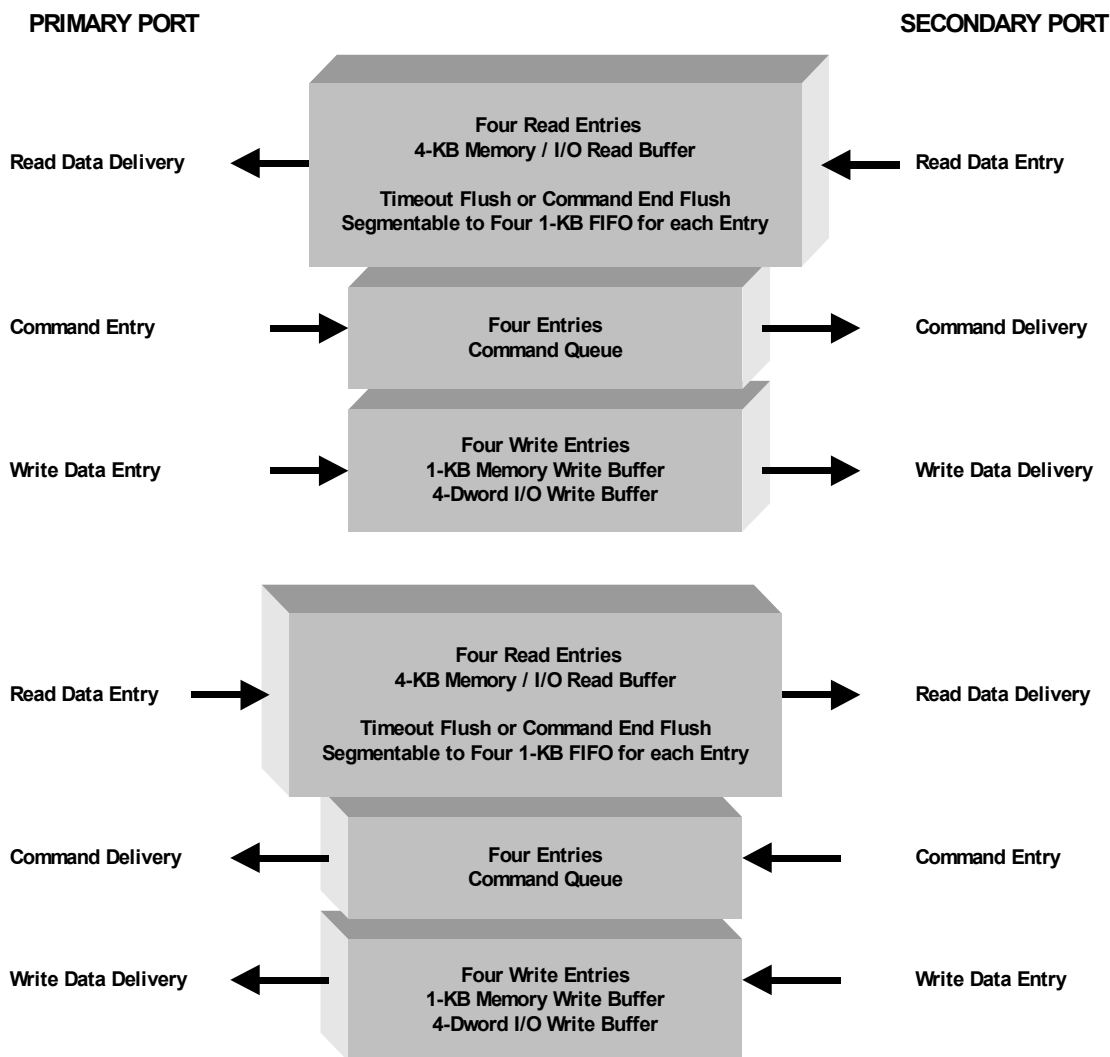 PRIMARY PORT
SECONDARY PORT
Four Read Entries
4-KB Memory / I/O Read Buffer
Timeout Flush or Command End Flush
Segmentable to Four 1-KB FIFO for each Entry
Read Data Delivery
Read Data Entry
Command Entry
Four Entries
Command Queue
Command Delivery
Write Data Entry
Four Write Entries
1-KB Memory Write Buffer
4-Dword I/O Write Buffer
Write Data Delivery
Four Read Entries
4-KB Memory / I/O Read Buffer
Timeout Flush or Command End Flush
Segmentable to Four 1-KB FIFO for each Entry
Read Data Entry
Read Data Delivery
Command Delivery
Four Entries
Command Queue
Command Entry
Write Data Delivery
Four Write Entries
1-KB Memory Write Buffer
4-Dword I/O Write Buffer
Write Data Entry